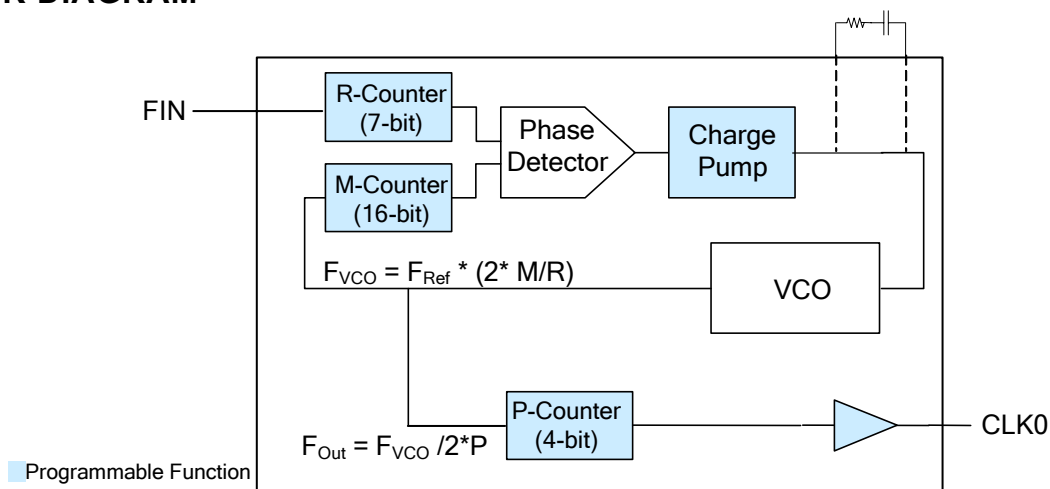 FIN
R-Counter
(7-bit)
Phase
Detector
Charge
Pump
M-Counter
(16-bit)
F_VCO = F_Ref * (2* M/R)
VCO
P-Counter
(4-bit)
F_Out = F_VCO /2*P
CLK0
Programmable Function